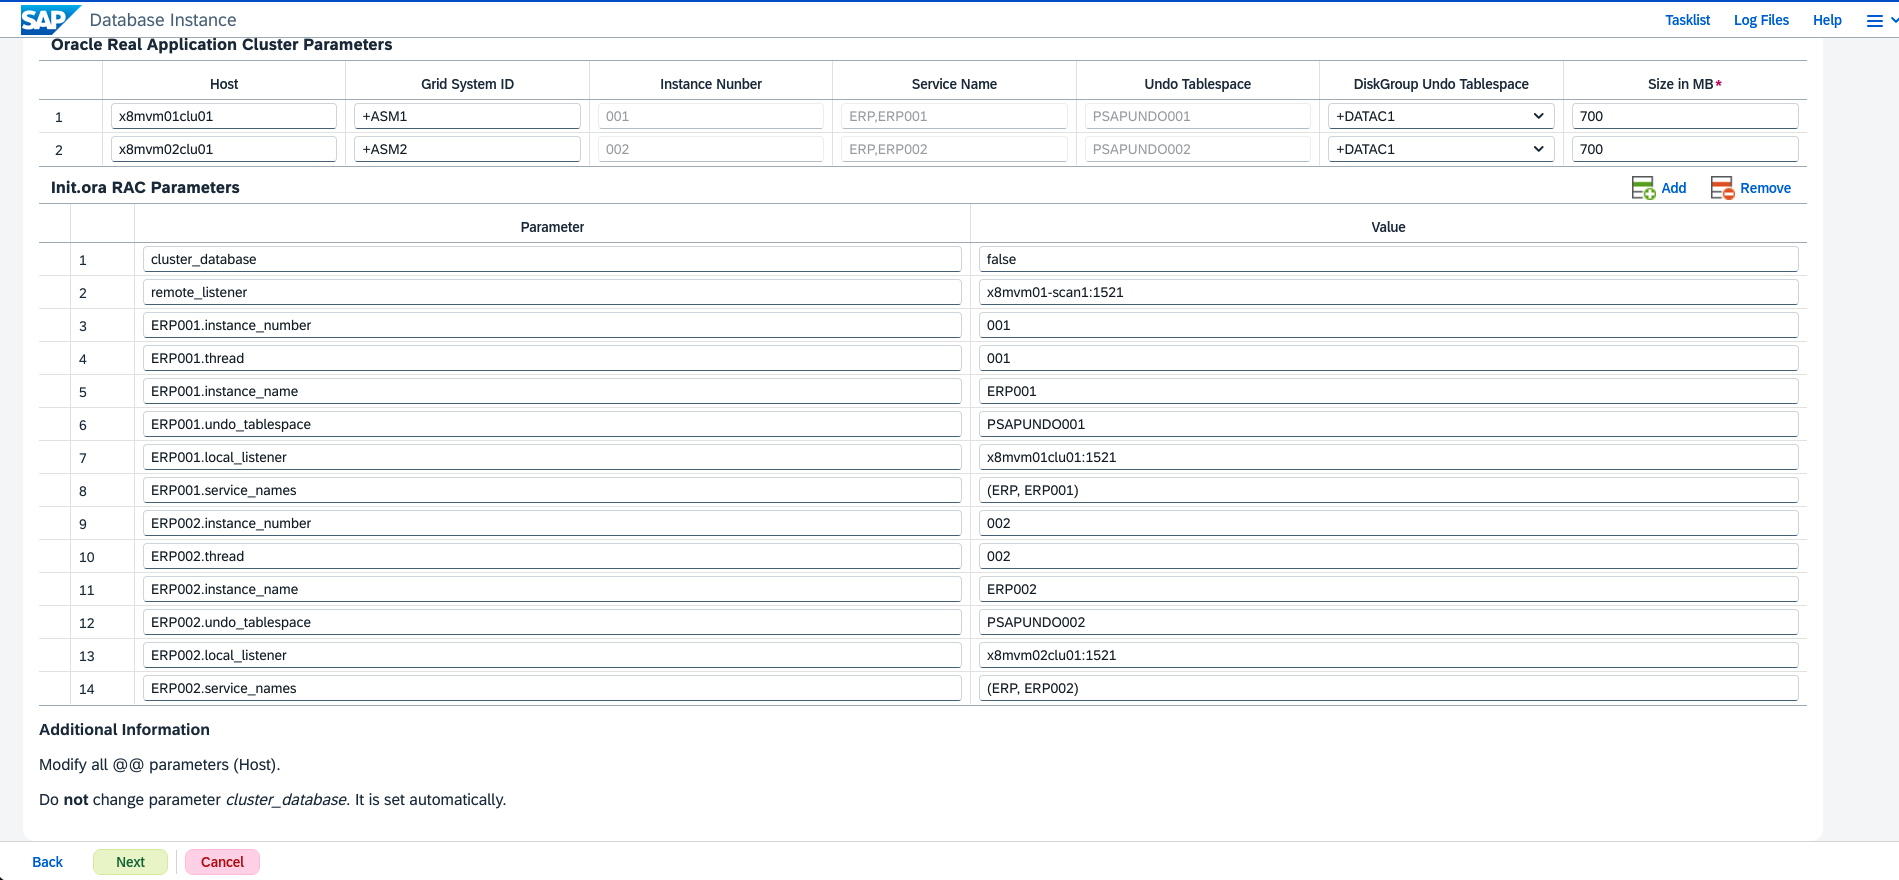 SAP Database Instance Tasklist Log Files Help
Oracle Real Application Cluster Parameters
Host Grid System ID Instance Nunber Service Name Undo Tablespace DiskGroup Undo Tablespace Size in MB*
1 x8mvm01clu01 +ASM1 001 ERP,ERP001 PSAPUNDO001 +DATAC1 700
2 x8mvm02clu01 +ASM2 002 ERP,ERP002 PSAPUNDO002 +DATAC1 700
Init.ora RAC Parameters Add Remove
Parameter Value
1 cluster_database false
2 remote_listener x8mvm01-scan1:1521
3 ERP001.instance_number 001
4 ERP001.thread 001
5 ERP001.instance_name ERP001
6 ERP001.undo_tablespace PSAPUNDO001
7 ERP001.local_listener x8mvm01clu01:1521
8 ERP001.service_names (ERP, ERP001)
9 ERP002.instance_number 002
10 ERP002.thread 002
11 ERP002.instance_name ERP002
12 ERP002.undo_tablespace PSAPUNDO002
13 ERP002.local_listener x8mvm02clu01:1521
14 ERP002.service_names (ERP, ERP002)
Additional Information
Modify all @@ parameters (Host).
Do not change parameter cluster_database. It is set automatically.
Back Next Cancel